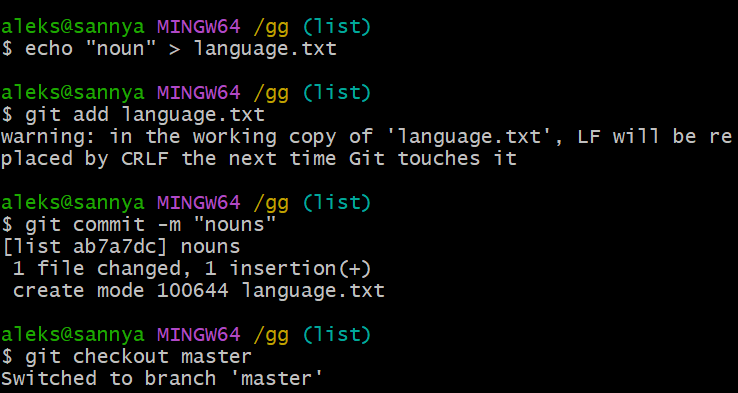 aleks@sannya MINGW64 /gg (list)
$ echo "noun" > language.txt
aleks@sannya MINGW64 /gg (list)
$ git add language.txt
warning: in the working copy of 'language.txt', LF will be re
placed by CRLF the next time Git touches it
aleks@sannya MINGW64 /gg (list)
$ git commit -m "nouns"
[list ab7a7dc] nouns
 1 file changed, 1 insertion(+)
 create mode 100644 language.txt
aleks@sannya MINGW64 /gg (list)
$ git checkout master
Switched to branch 'master'